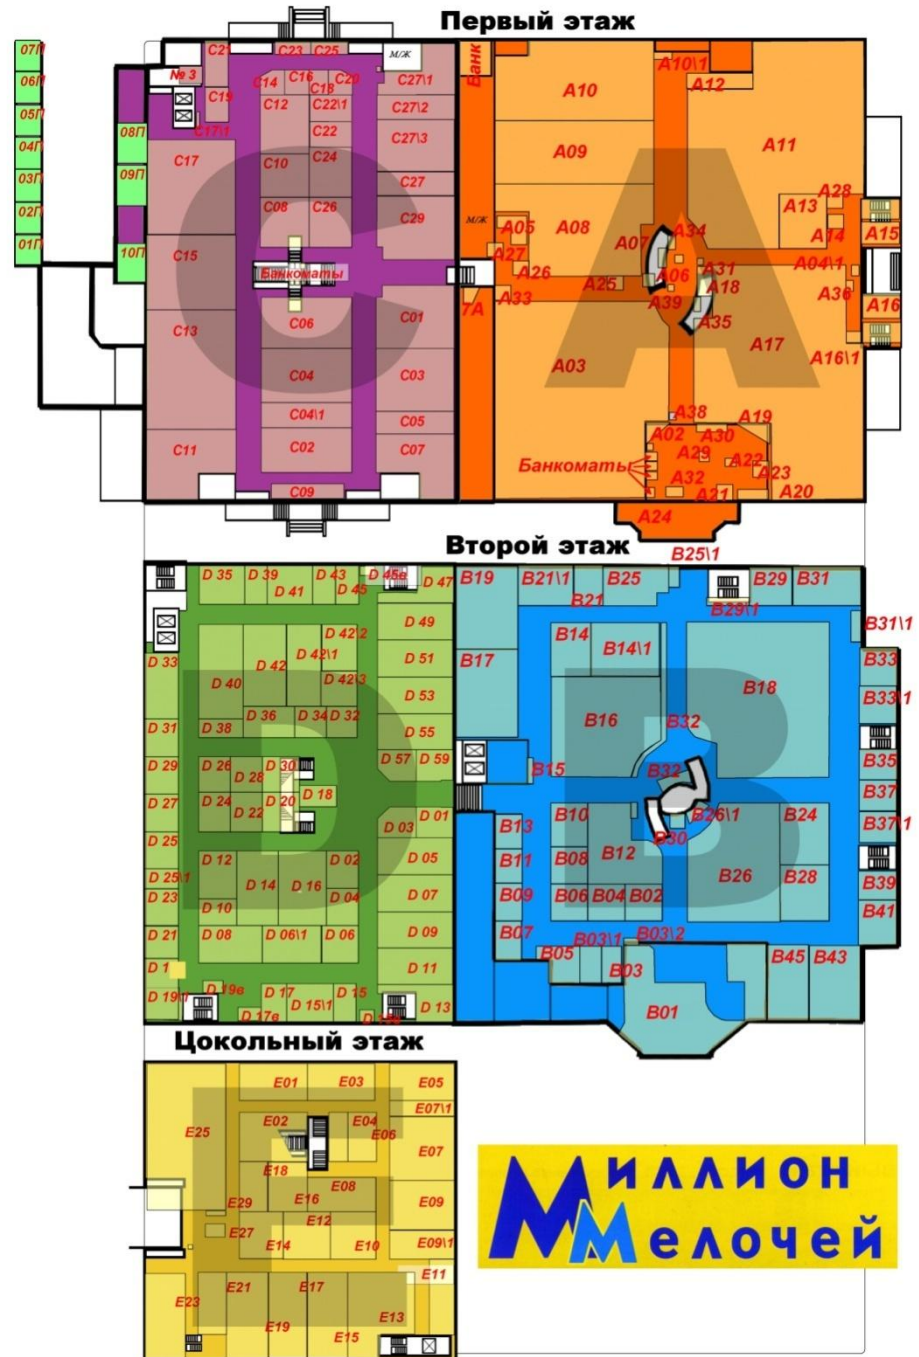 Первый этаж
07П
06П
05П
04П
03П
02П
01П
08П
09П
10П
№ 3
C21
C23
C25
М/Ж
C19
C14
C16
C18
C20
C27\1
C17\1
C12
C22\1
C27\2
C22
C27\3
C17
C10
C24
C27
C08
C26
C29
C15
Банкоматы
C
C13
C06
C01
C04
C03
C04\1
C05
C11
C02
C07
C09
Банк
A10\1
A12
A10
A11
A09
A28
A13
М/Ж
A05
A08
A07
A34
A14
A15
A27
A26
A25
A06
A31
A04\1
A
7А
A33
A39
A18
A36
A16
A35
A03
A17
A16\1
A38
A19
A02
A30
A29
Банкоматы
A22
A23
A32
A21
A20
A24
Второй этаж
B25\1
D 35
D 39
D 43
D 45в
D 47
D 41
D 45
D 49
D 42\2
D 33
D 42
D 42\1
D 51
D 40
D 42\3
D 53
D 31
D 38
D 36
D 34
D 32
D 55
D 29
D 26
D 30
D 57
D 59
D 28
D 27
D 24
D 20
D 18
D 22
D 01
D 03
D
D 25
D 12
D 02
D 05
D 25\1
D 14
D 16
D 23
D 10
D 04
D 07
D 21
D 08
D 06\1
D 06
D 09
D 1
D 11
D 19\1
D 19в
D 17
D 15\1
D 15
D 13
D 17в
B19
B21\1
B25
B29
B31
B21
B29\1
B31\1
B14
B14\1
B17
B18
B33
B33\1
B16
B32
B15
B32
B35
B37
B
B13
B10
B26\1
B24
B30
B37\1
B11
B08
B12
B26
B28
B09
B06
B04
B02
B39
B07
B41
B05
B03\1
B03\2
B03
B45
B43
B01
Цокольный этаж
E01
E03
E05
E07\1
E02
E04
E25
E06
E07
E18
E08
E29
E16
E09
E27
E12
E14
E10
E09\1
E11
E21
E17
E23
E13
E19
E15
Миллион
Мелочей